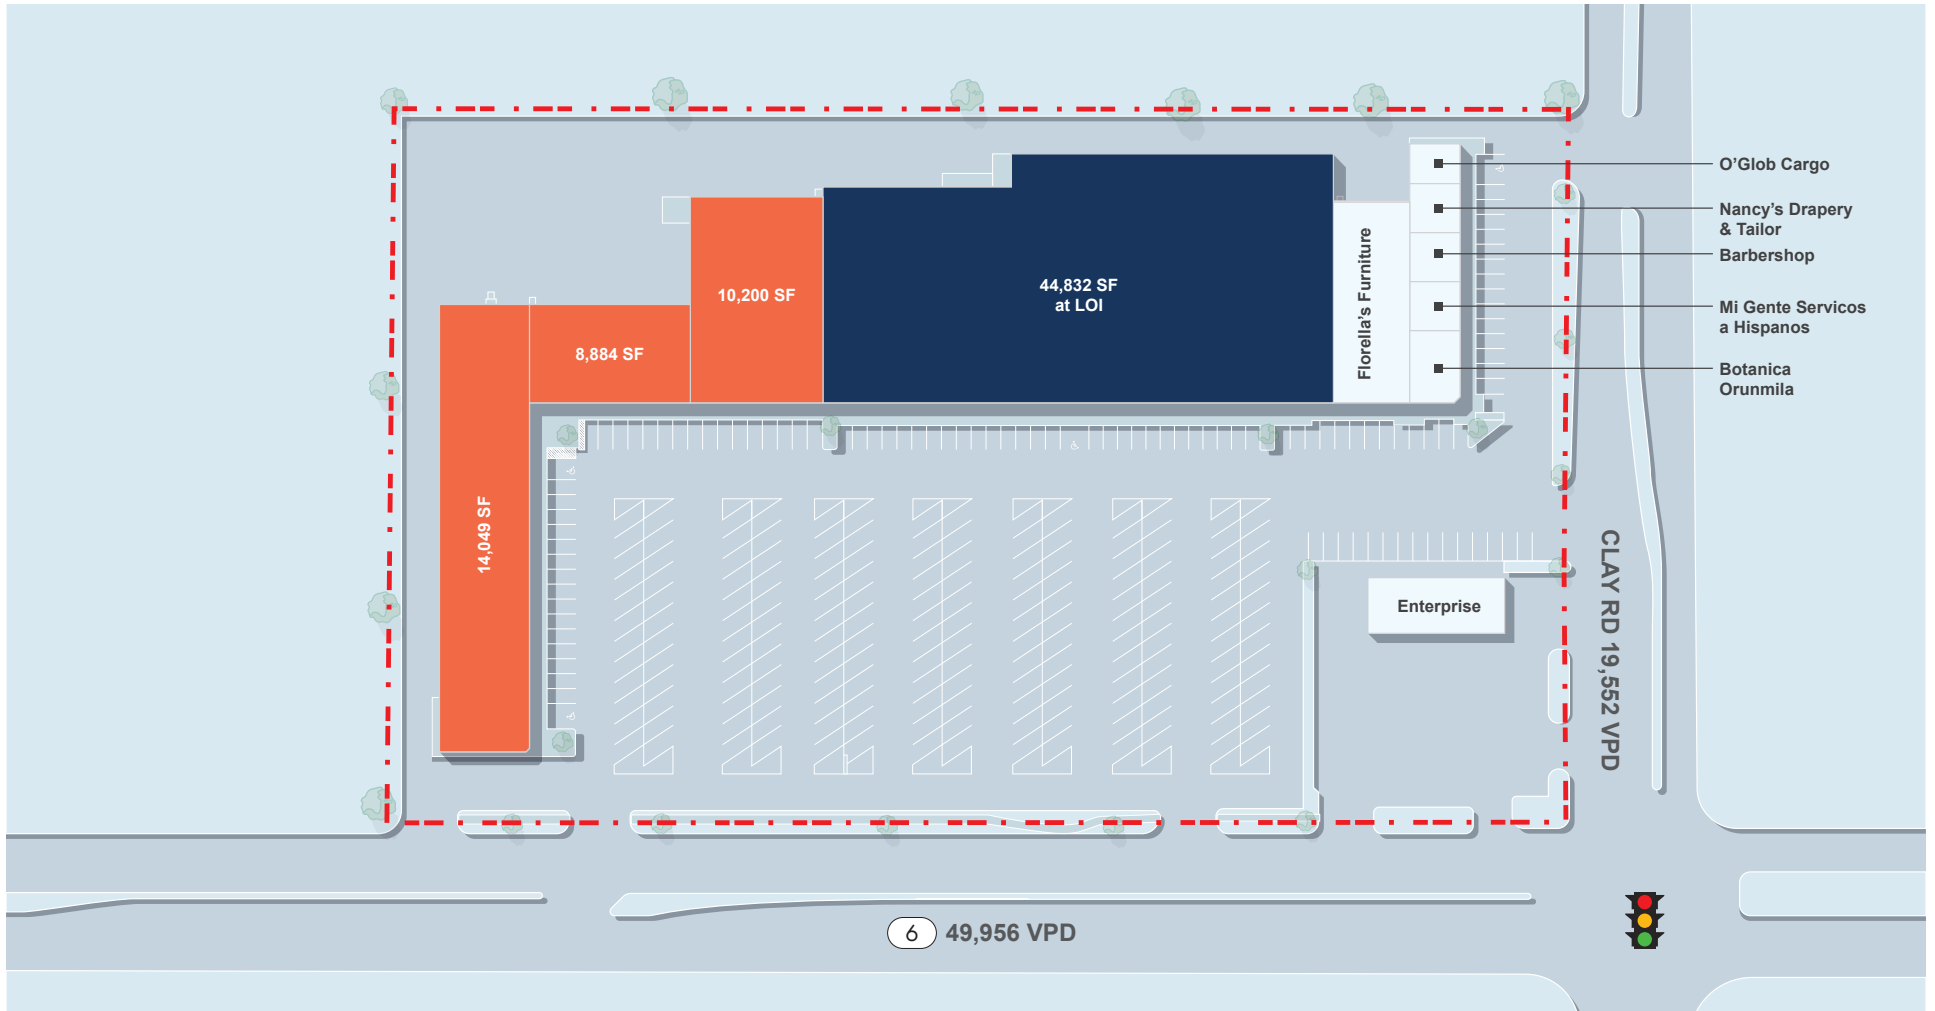 O'Glob Cargo
Nancy's Drapery
& Tailor
Barbershop
Mi Gente Servicos
a Hispanos
Botanica
Orunmila
Florella's Furniture
44,832 SF
at LOI
10,200 SF
8,884 SF
14,049 SF
Enterprise
CLAY RD 19,552 VPD
6 49,956 VPD